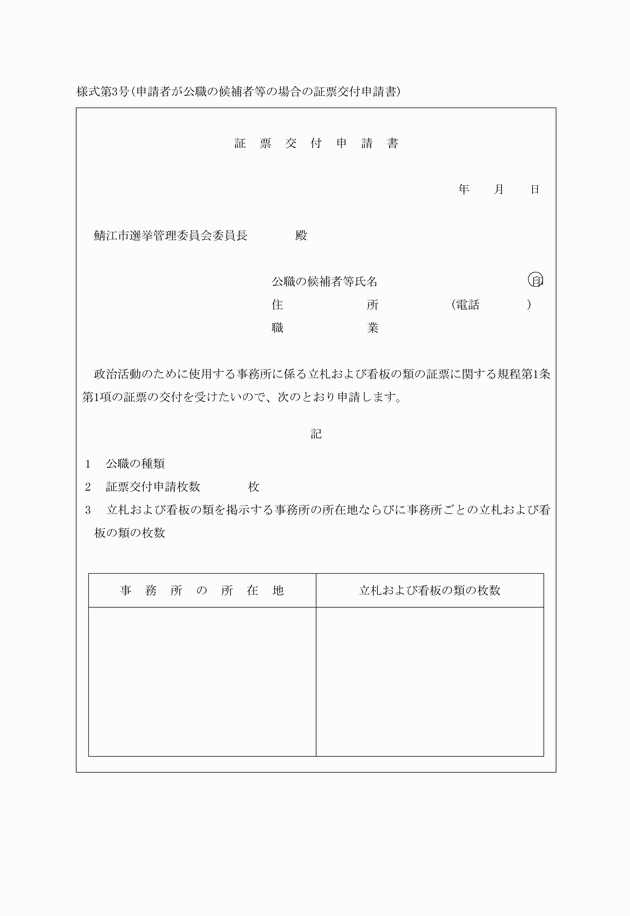 様式第3号(申請者が公職の候補者等の場合の証票交付申請書)
証　票　交　付　申　請　書
年　　月　　日
鯖江市選挙管理委員会委員長　　　　殿
公職の候補者等氏名　　　　　　　　　　　　　印
住　　　　　　　所　　　　　　(電話　　　　)
職　　　　　　　業
政治活動のために使用する事務所に係る立札および看板の類の証票に関する規程第1条
第1項の証票の交付を受けたいので、次のとおり申請します。
記
1　公職の種類
2　証票交付申請枚数　　　　枚
3　立札および看板の類を掲示する事務所の所在地ならびに事務所ごとの立札および看
板の類の枚数
事　務　所　の　所　在　地　　立札および看板の類の枚数